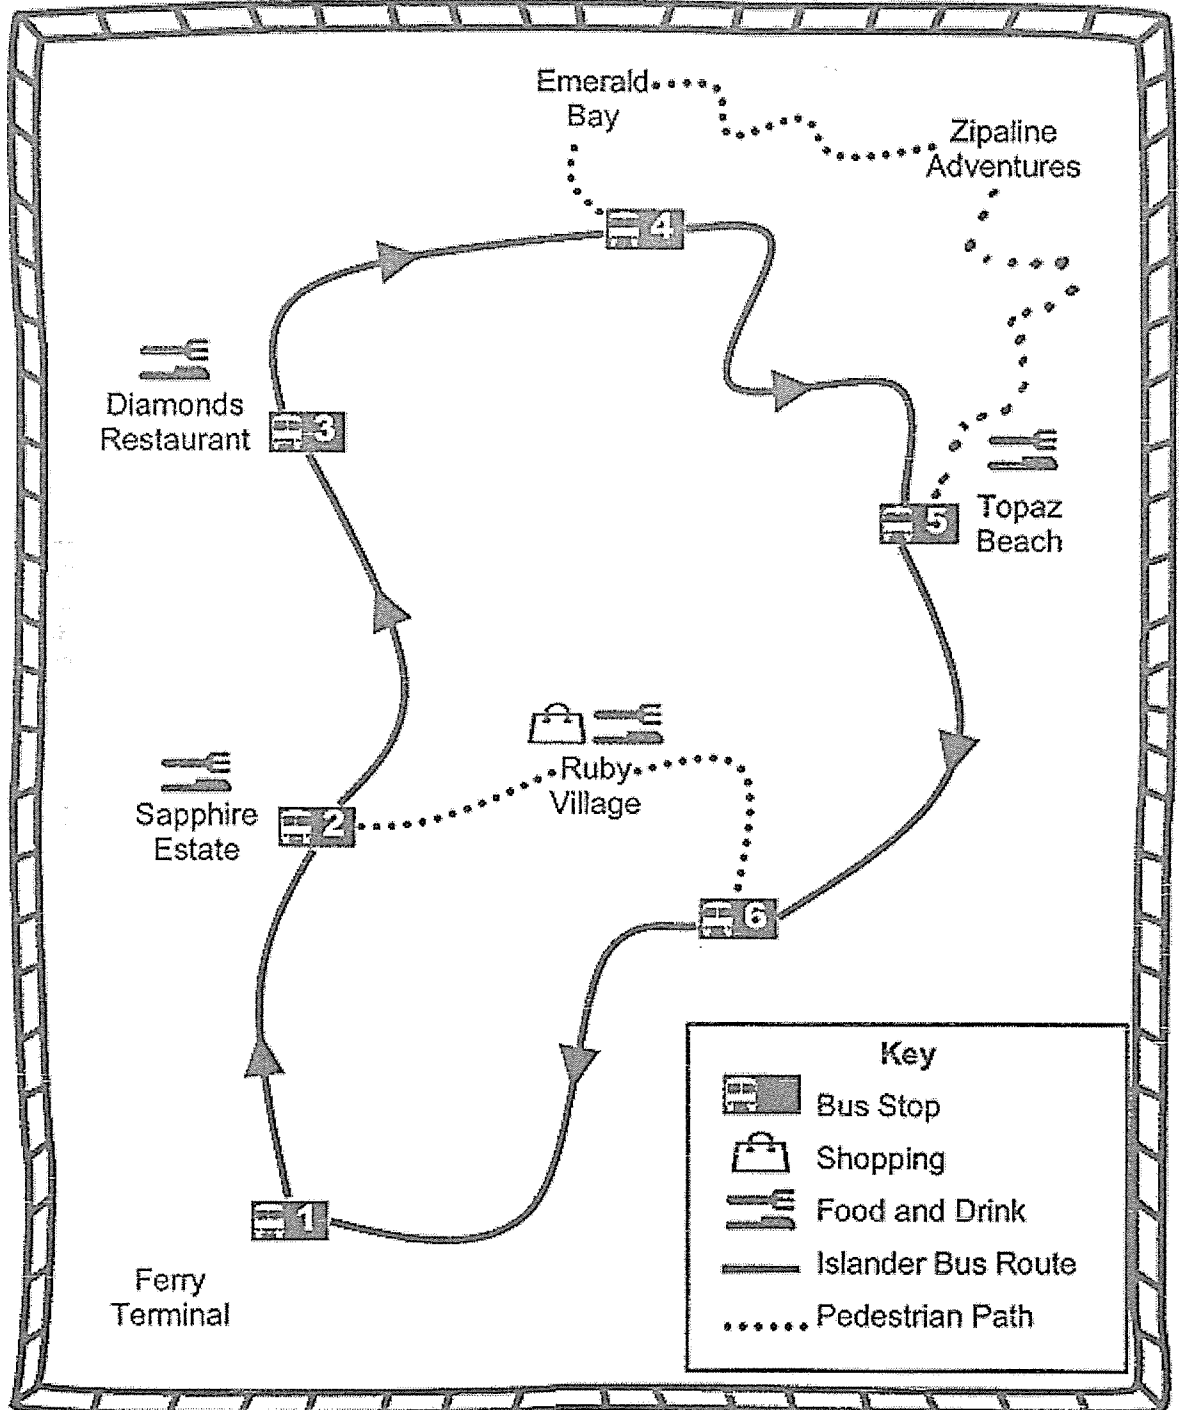 Emerald
Bay
Zipaline
Adventures
4
Diamonds
Restaurant
3
5
Topaz
Beach
Ruby
Village
Sapphire
Estate
2
6
1
Ferry
Terminal
Key
Bus Stop
Shopping
Food and Drink
Islander Bus Route
Pedestrian Path